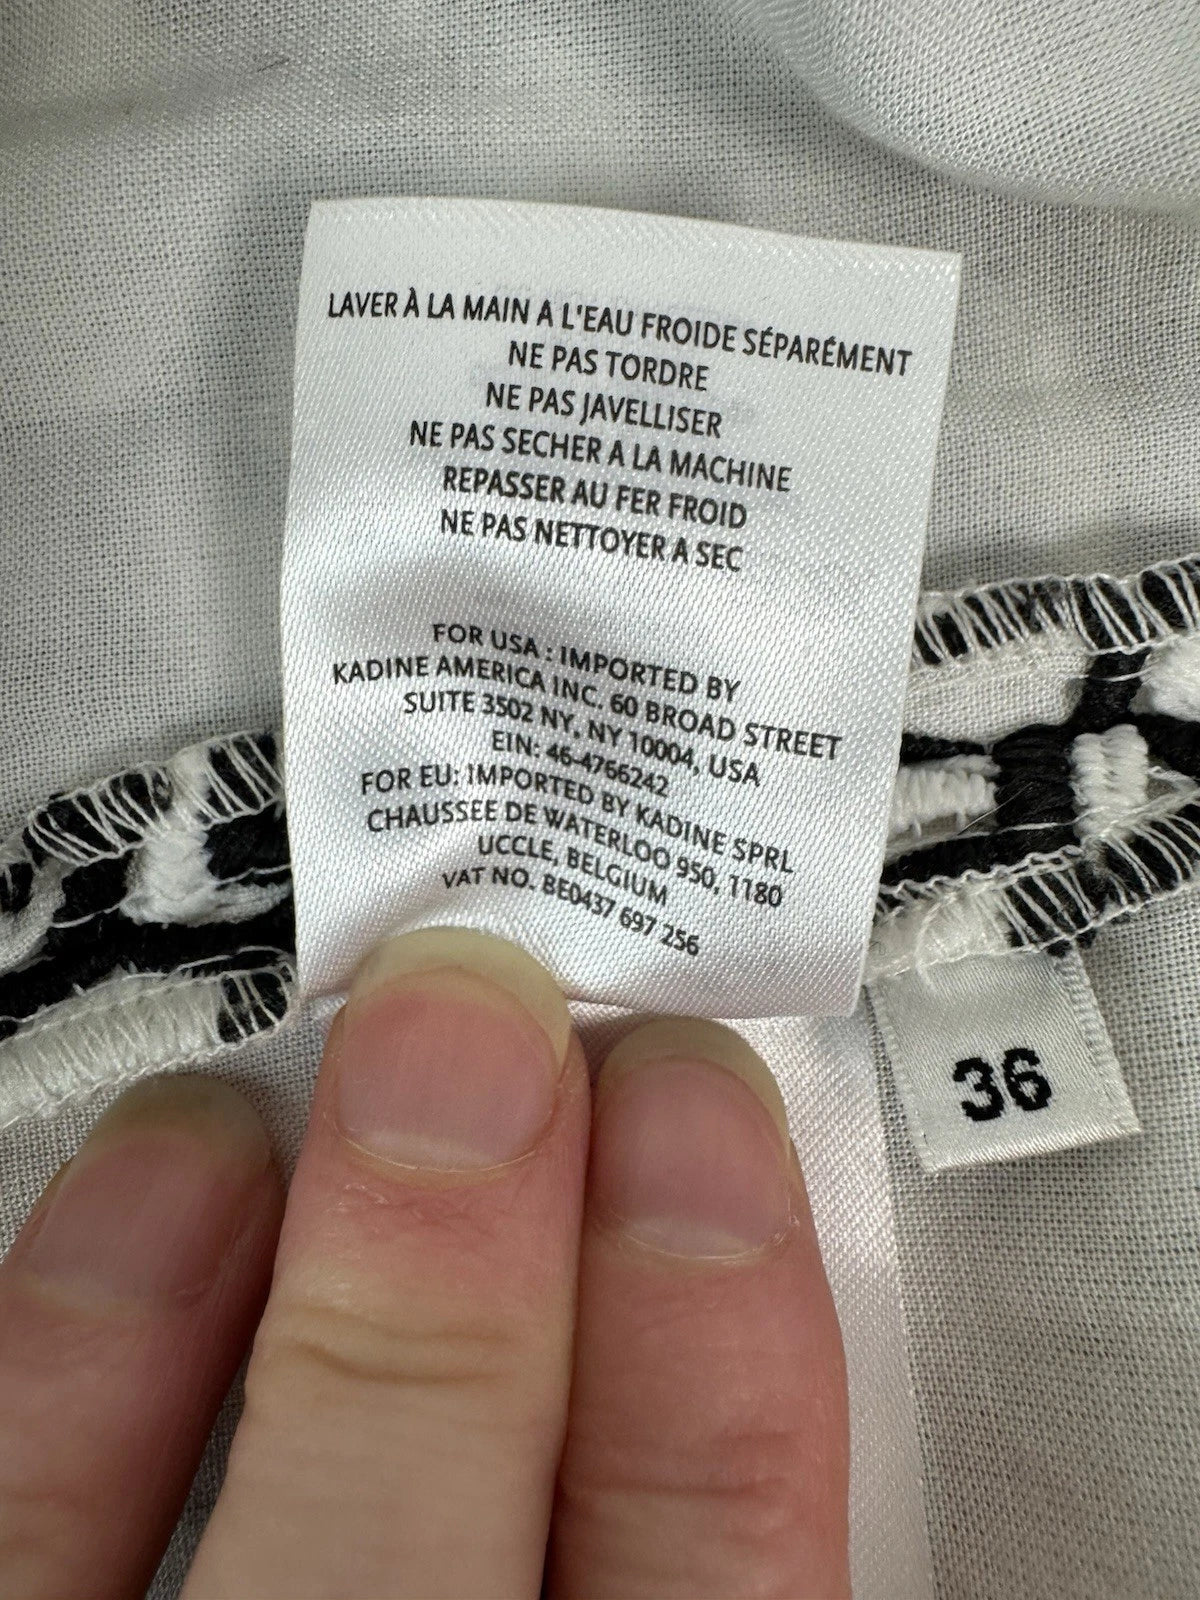 LAVER À LA MAIN A L'EAU FROIDE SÉPARÉMENT
NE PAS TORDRE
NE PAS JAVELLISER
NE PAS SECHER A LA MACHINE
REPASSER AU FER FROID
NE PAS NETTOYER A SEC
FOR USA : IMPORTED BY
KADINE AMERICA INC. 60 BROAD STREET
SUITE 3502 NY, NY 10004, USA
EIN: 46-4766242
FOR EU: IMPORTED BY KADINE SPRL
CHAUSSEE DE WATERLOO 950, 1180
UCCLE, BELGIUM
VAT NO. BE0437 697 256
36